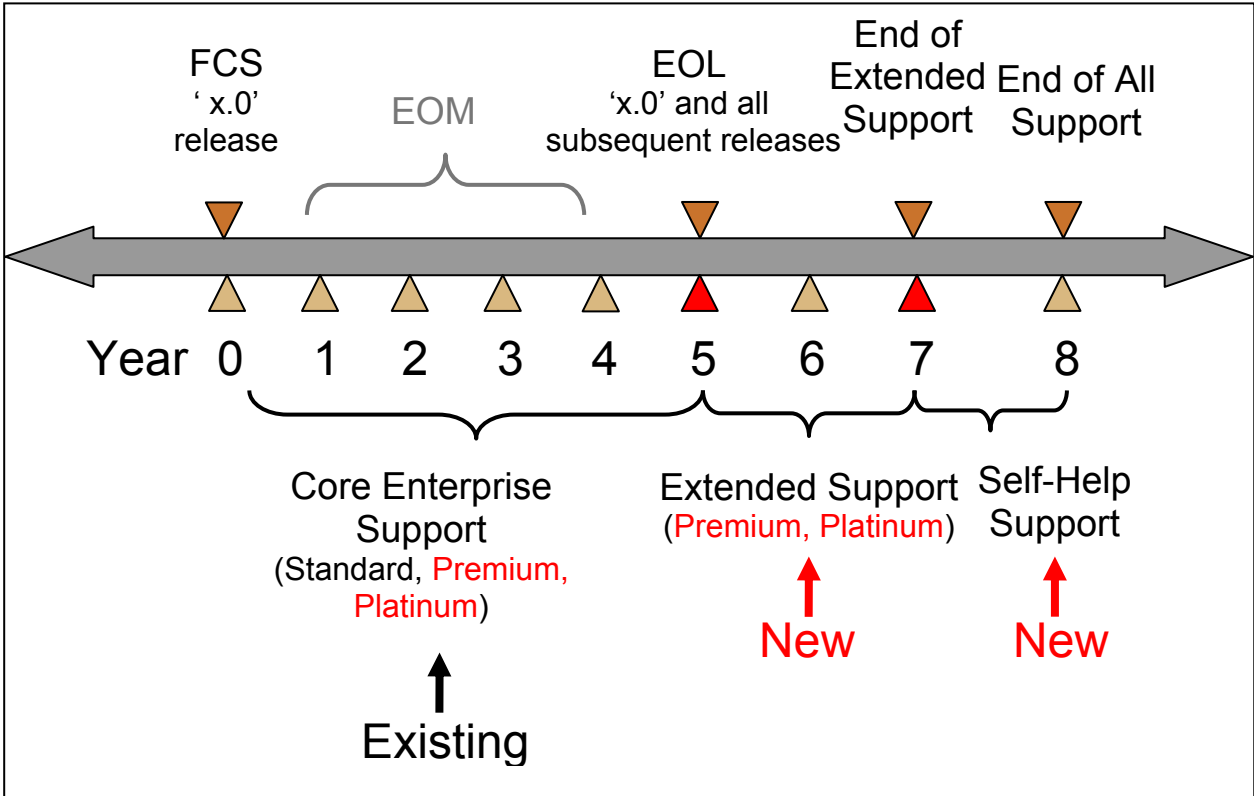 FCS
‘ x.0’
release
EOM
EOL
‘x.0’ and all
subsequent releases
End of
Extended
Support
End of All
Support
Year 0 1 2 3 4 5 6 7 8
Core Enterprise
Support
(Standard, Premium,
Platinum)
Existing
Extended Support
(Premium, Platinum)
New
Self-Help
Support
New